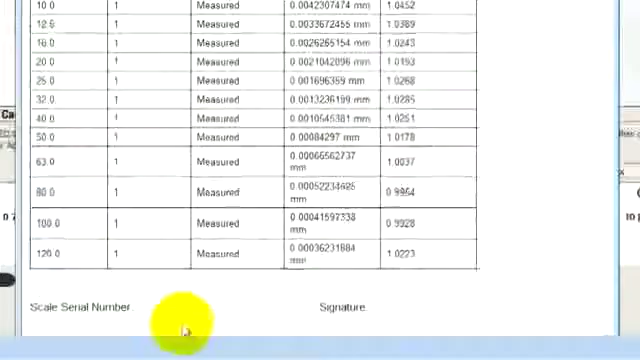 10.0 1 Measured 0.0042307474 mm 1.0452
12.5 1 Measured 0.0033672455 mm 1.0389
16.0 1 Measured 0.0026265154 mm 1.0243
20.0 1 Measured 0.0021042096 mm 1.0193
25.0 1 Measured 0.001696359 mm 1.0268
32.0 1 Measured 0.0013236199 mm 1.0285
40.0 1 Measured 0.0010545381 mm 1.0251
50.0 1 Measured 0.00084297 mm 1.0178
63.0 1 Measured 0.00066562737 mm 1.0037
80.0 1 Measured 0.00052234625 mm 0.9954
100.0 1 Measured 0.00041597338 mm 0.9928
120.0 1 Measured 0.00036231884 mm 1.0223
Scale Serial Number Signature